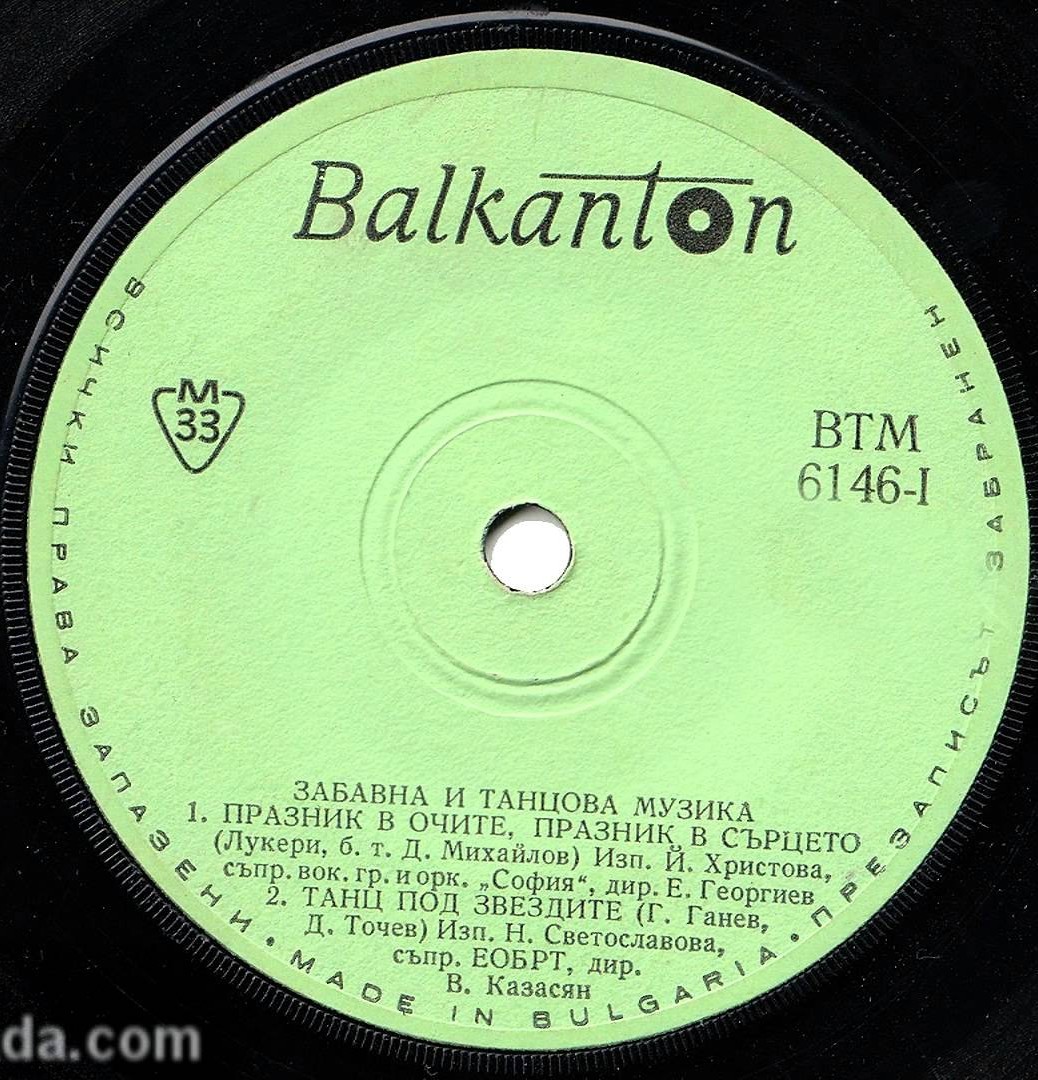 Balkanton
M
33
ВТМ
6146-I
ЗАБАВНА И ТАНЦОВА МУЗИКА
1. ПРАЗНИК В ОЧИТЕ, ПРАЗНИК В СЪРЦЕТО
(Лукери, б. т. Д. Михайлов) Изп. Й. Христова,
съпр. вок. гр. и орк. „София“, дир. Е. Георгиев
2. ТАНЦ ПОД ЗВЕЗДИТЕ (Г. Ганев,
Д. Точев) Изп. Н. Светославова,
съпр. ЕОБРТ, дир.
В. Казасян
ВСИЧКИ ПРАВА ЗАПАЗЕНИ • MADE IN BULGARIA • ПРЕЗАПИСЪТ ЗАБРАНЕН
da.com